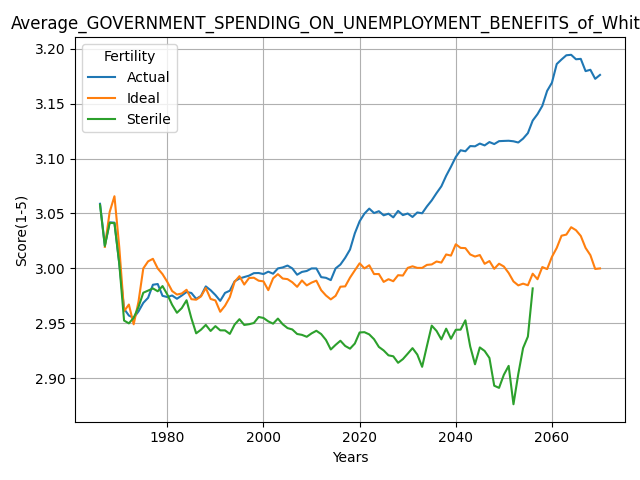 Average_GOVERNMENT_SPENDING_ON_UNEMPLOYMENT_BENEFITS_of_Whit
Fertility
Actual
Ideal
Sterile
3.20
3.15
3.10
3.05
3.00
2.95
2.90
Score(1-5)
1980 2000 2020 2040 2060
Years